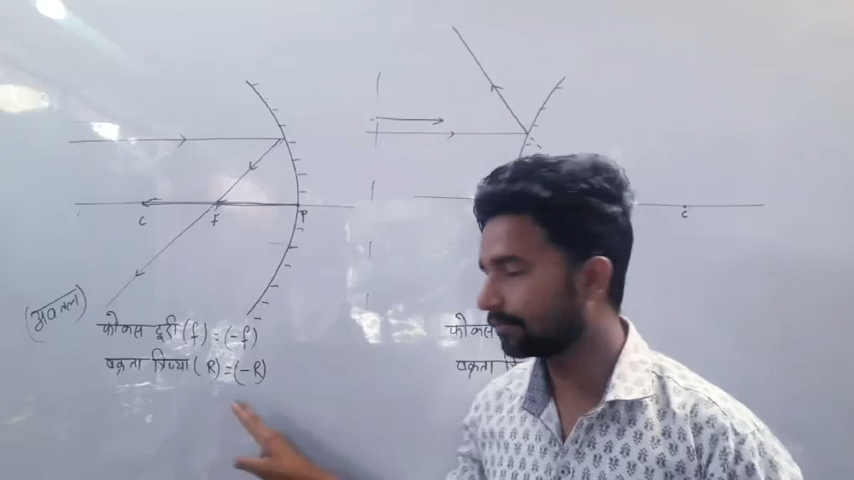 C F P
C
(अवतल)
फोकस दूरी (f) = (-f)
वक्रता त्रिज्या (R) = (-R)
फोकस
वक्रता